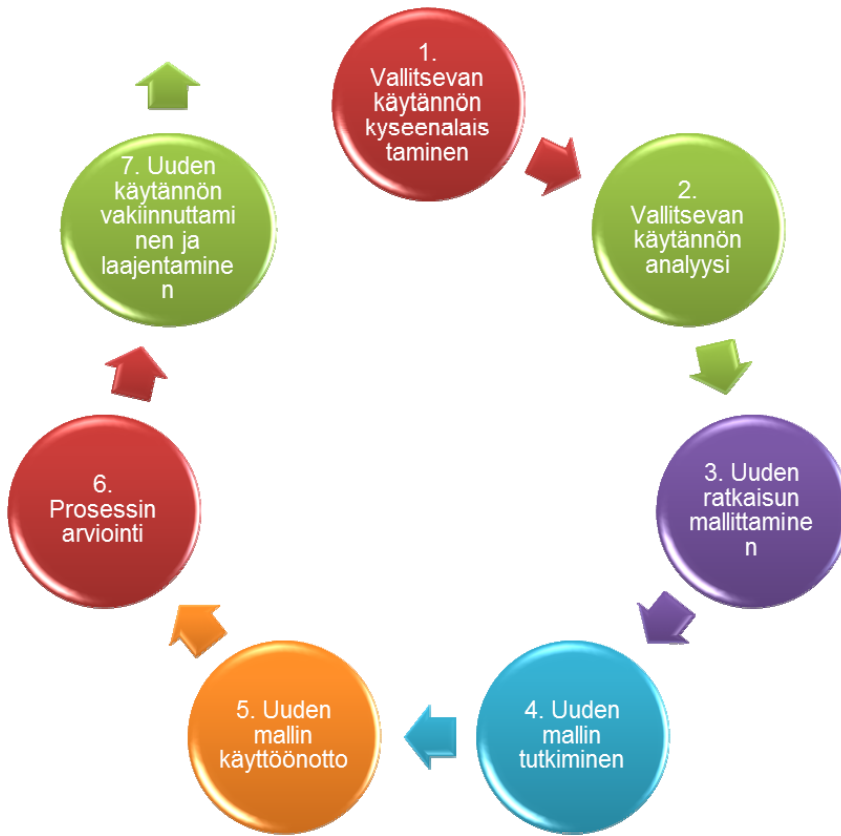 1.
Vallitsevan
käytännön
kyseenalais
taminen
2.
Vallitsevan
käytännön
analyysi
3. Uuden
ratkaisun
mallittamine
n
4. Uuden
mallin
tutkiminen
5. Uuden
mallin
käyttöönotto
6.
Prosessin
arviointi
7. Uuden
käytännön
vakiinnuttami
nen ja
laajentamine
n